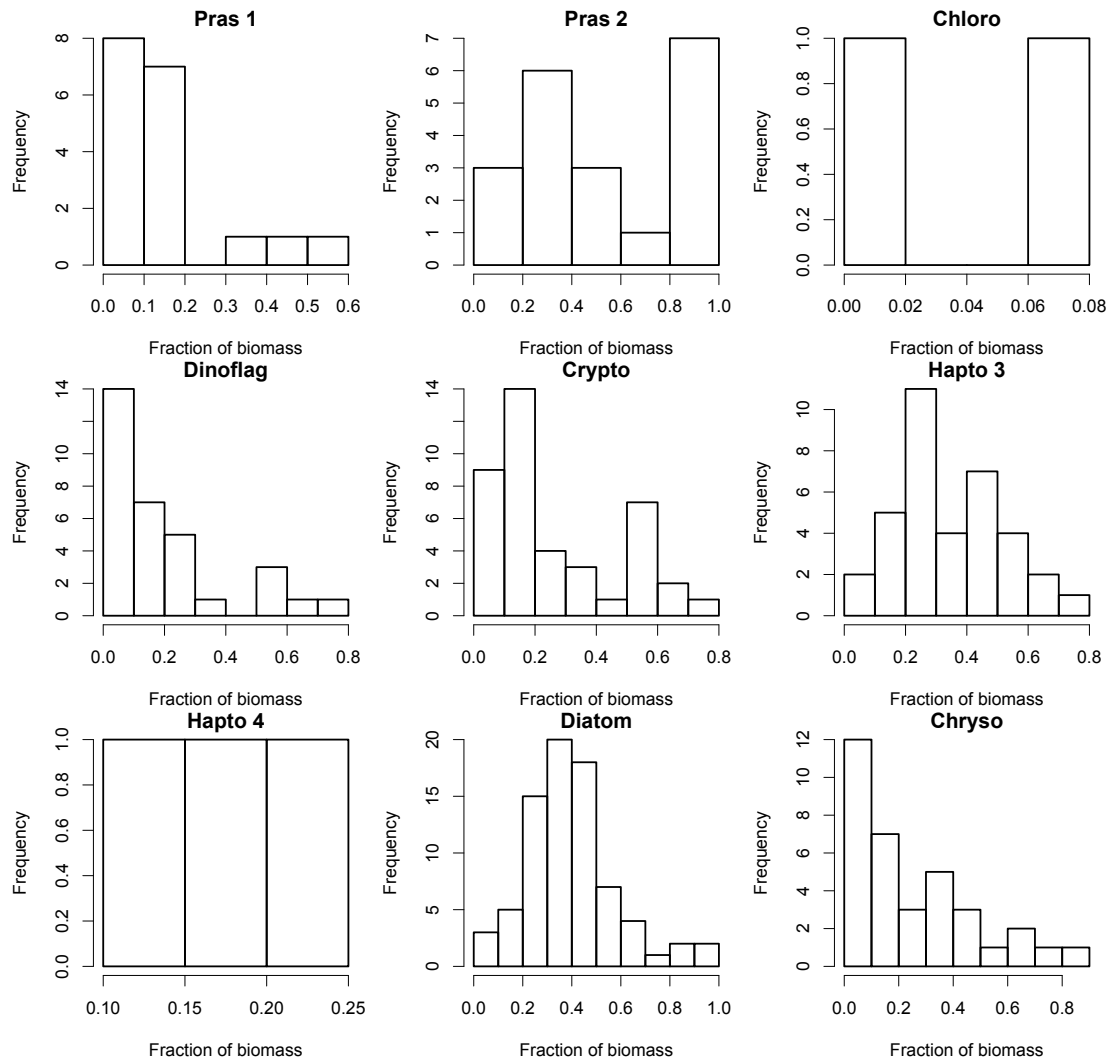 Pras 1
Frequency
0 2 4 6 8
0.0 0.1 0.2 0.3 0.4 0.5 0.6
Fraction of biomass
Pras 2
Frequency
0 1 2 3 4 5 6 7
0.0 0.2 0.4 0.6 0.8 1.0
Fraction of biomass
Chloro
Frequency
0.0 0.2 0.4 0.6 0.8 1.0
0.00 0.02 0.04 0.06 0.08
Fraction of biomass
Dinoflag
Frequency
0 2 4 6 8 10 14
0.0 0.2 0.4 0.6 0.8
Fraction of biomass
Crypto
Frequency
0 2 4 6 8 10 14
0.0 0.2 0.4 0.6 0.8
Fraction of biomass
Hapto 3
Frequency
0 2 4 6 8 10
0.0 0.2 0.4 0.6 0.8
Fraction of biomass
Hapto 4
Frequency
0.0 0.2 0.4 0.6 0.8 1.0
0.10 0.15 0.20 0.25
Fraction of biomass
Diatom
Frequency
0 5 10 15 20
0.0 0.2 0.4 0.6 0.8 1.0
Fraction of biomass
Chryso
Frequency
0 2 4 6 8 10 12
0.0 0.2 0.4 0.6 0.8
Fraction of biomass